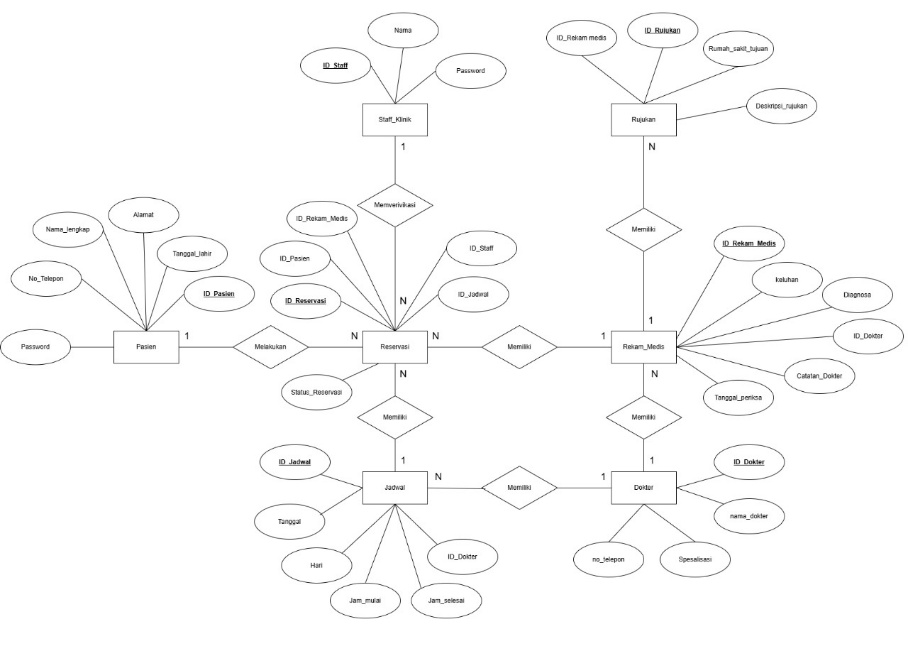 Nama
ID_Staff
Password
Staff_Klinik
1
Memverivikasi
N
ID_Rekam medis
ID_Rujukan
Rumah_sakit_tujuan
Deskripsi_rujukan
Rujukan
N
Memiliki
1
Nama_lengkap
Alamat
Tanggal_lahir
No_Telepon
ID_Pasien
Password
Pasien
1
Melakukan
N
ID_Rekam_Medis
ID_Pasien
ID_Reservasi
ID_Staff
ID_Jadwal
Reservasi
Status_Reservasi
N
Memiliki
1
ID_Rekam_Medis
keluhan
Diagnosa
ID_Dokter
Catatan_Dokter
Tanggal_periksa
Rekam_Medis
N
Memiliki
1
N
Memiliki
1
ID_Jadwal
Tanggal
Hari
Jam_mulai
Jam_selesai
ID_Dokter
Jadwal
N
Memiliki
1
Dokter
ID_Dokter
nama_dokter
no_telepon
Spesalisasi